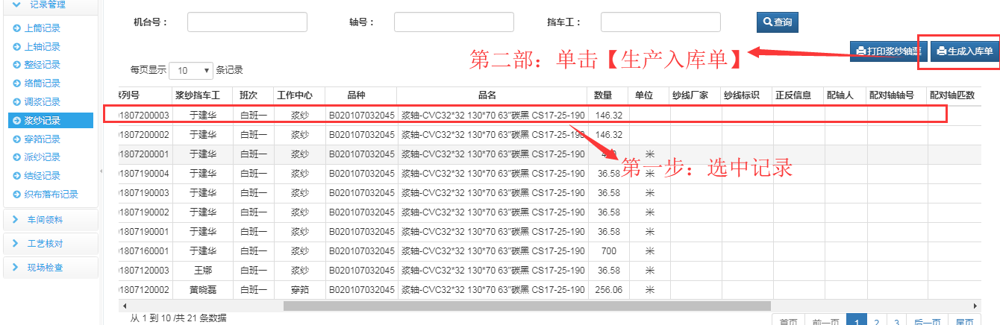 记录管理
机台号： 轴号： 挡车工： 查询
上筒记录
上轴记录
整经记录
络筒记录
调浆记录
浆纱记录
穿筘记录
派纱记录
结经记录
织布落布记录
车间领料
工艺核对
现场检查
打印浆纱轴票 生成入库单
第二部：单击【生产入库单】
每页显示 10 条记录
序列号 浆纱挡车工 班次 工作中心 品种 品名 数量 单位 纱线厂家 纱线标识 正反信息 配轴人 配对轴轴号 配对轴匹数
01807200003 于建华 白班一 浆纱 B020107032045 浆轴-CVC32*32 130*70 63"碳黑 CS17-25-190 146.32
01807200002 于建华 白班一 浆纱 B020107032045 浆轴-CVC32*32 130*70 63"碳黑 CS17-25-190 146.32
01807200001 于建华 白班一 浆纱 B020107032045 浆轴-CVC32*32 130*70 63"碳黑 CS17-25-190 米
第一步：选中记录
01807190004 于建华 白班一 浆纱 B020107032045 浆轴-CVC32*32 130*70 63"碳黑 CS17-25-190 36.58 米
01807190003 于建华 白班一 浆纱 B020107032045 浆轴-CVC32*32 130*70 63"碳黑 CS17-25-190 36.58 米
01807190002 于建华 白班一 浆纱 B020107032045 浆轴-CVC32*32 130*70 63"碳黑 CS17-25-190 36.58 米
01807190001 于建华 白班一 浆纱 B020107032045 浆轴-CVC32*32 130*70 63"碳黑 CS17-25-190 36.58 米
01807160001 于建华 白班一 浆纱 B020107032045 浆轴-CVC32*32 130*70 63"碳黑 CS17-25-190 700 米
01807120003 王娜 白班一 浆纱 B020107032045 浆轴-CVC32*32 130*70 63"碳黑 CS17-25-190 36.58 米
01807120002 黄晓磊 白班一 穿筘 B020107032045 浆轴-CVC32*32 130*70 63"碳黑 CS17-25-190 256.06 米
从 1 到 10 /共 21 条数据
首页 前一页 1 2 3 后一页 尾页